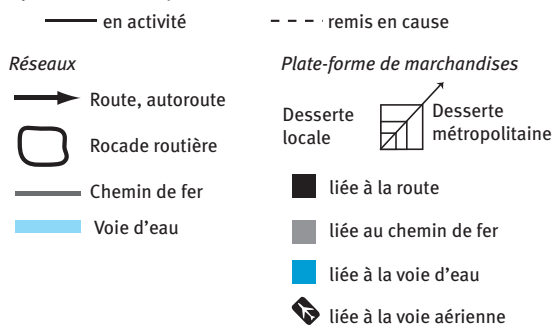 en activité
remis en cause
Réseaux
Route, autoroute
Rocade routière
Chemin de fer
Voie d'eau
Plate-forme de marchandises
Desserte
locale
Desserte
métropolitaine
liée à la route
liée au chemin de fer
liée à la voie d'eau
liée à la voie aérienne